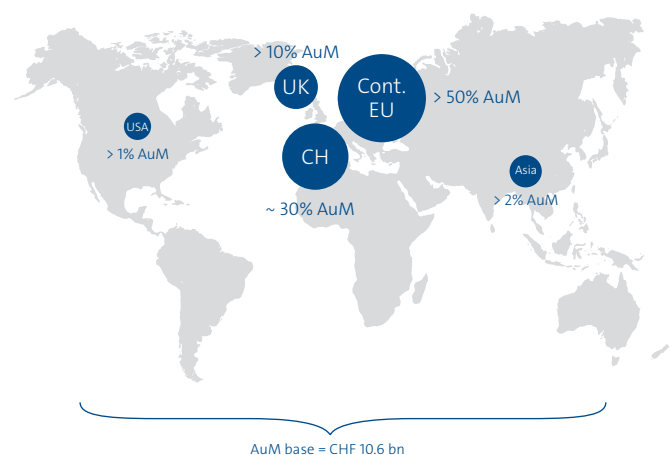 > 10% AuM
UK
Cont.
EU
> 50% AuM
USA
> 1% AuM
CH
~ 30% AuM
Asia
> 2% AuM
AuM base = CHF 10.6 bn